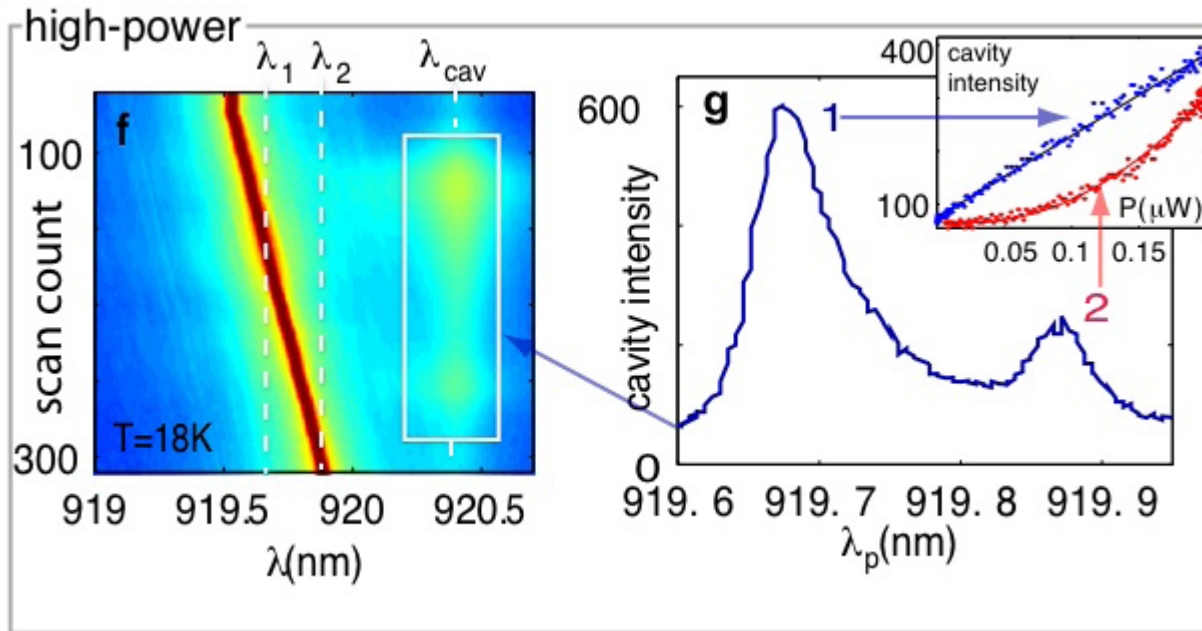 high-power
λ1 λ2 λcav
f
100
scan count
T=18K
300
919 919.5 920 920.5
λ(nm)
g
600
cavity intensity
0
919.6 919.7 919.8 919.9
λp(nm)
1
2
400
cavity
intensity
100
P(μW)
0.05 0.1 0.15